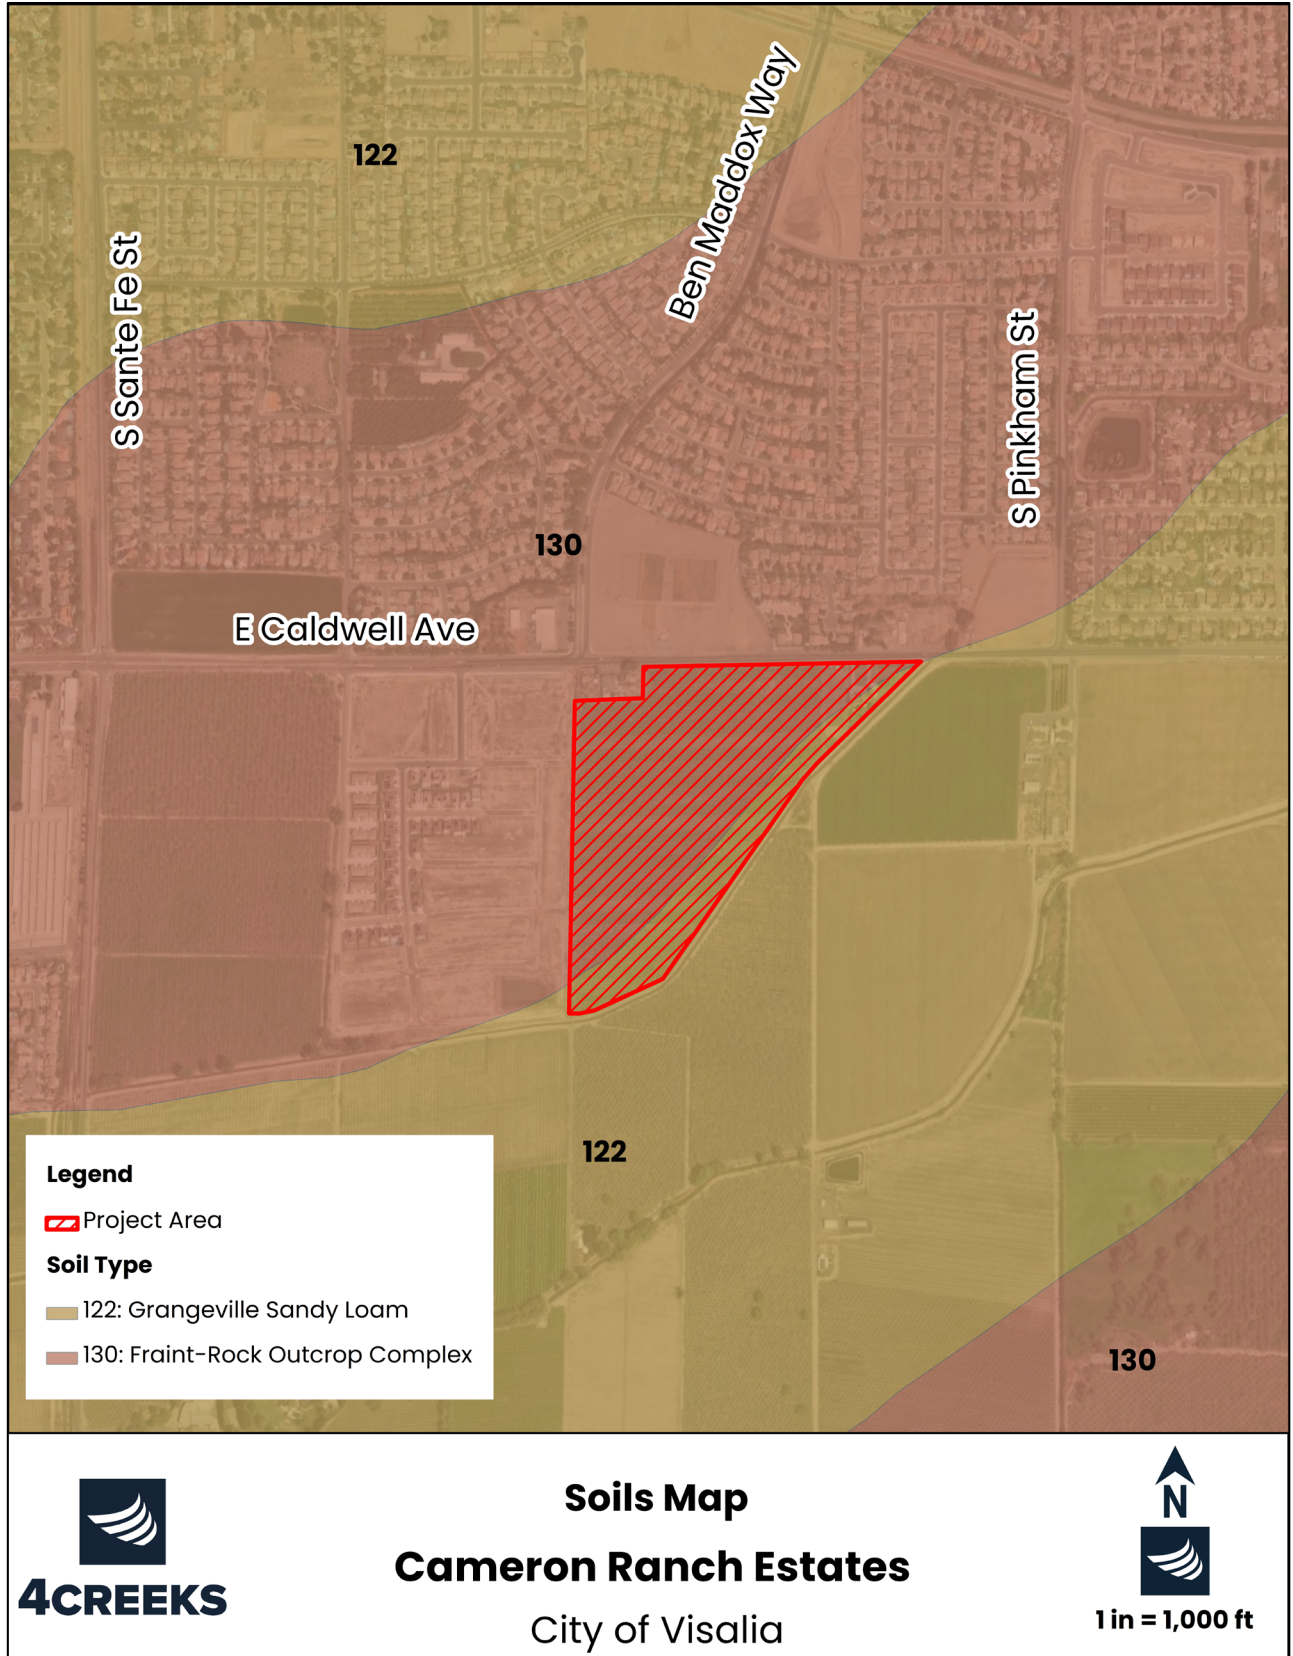 122
Ben Maddox Way
S Sante Fe St
S Pinkham St
130
E Caldwell Ave
122
130
Legend
Project Area
Soil Type
122: Grangeville Sandy Loam
130: Fraint-Rock Outcrop Complex
4CREEKS
Soils Map
Cameron Ranch Estates
City of Visalia
N
1 in = 1,000 ft